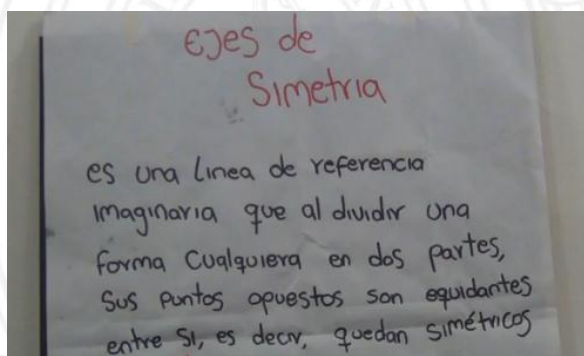 Ejes de
Simetria
es una linea de referencia
imaginaria que al dividir una
forma cualquiera en dos partes,
sus puntos opuestos son equidantes
entre si, es decir, quedan simétricos